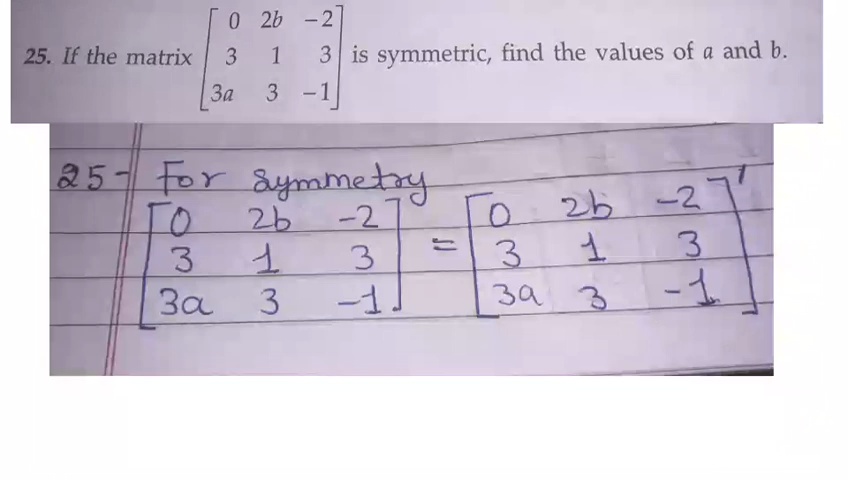 0 2b −2
25. If the matrix 3 1 3 is symmetric, find the values of a and b.
3a 3 −1
25- For Symmetry
0 2b -2 0 2b -2 '
3 1 3 = 3 1 3
3a 3 -1 3a 3 -1